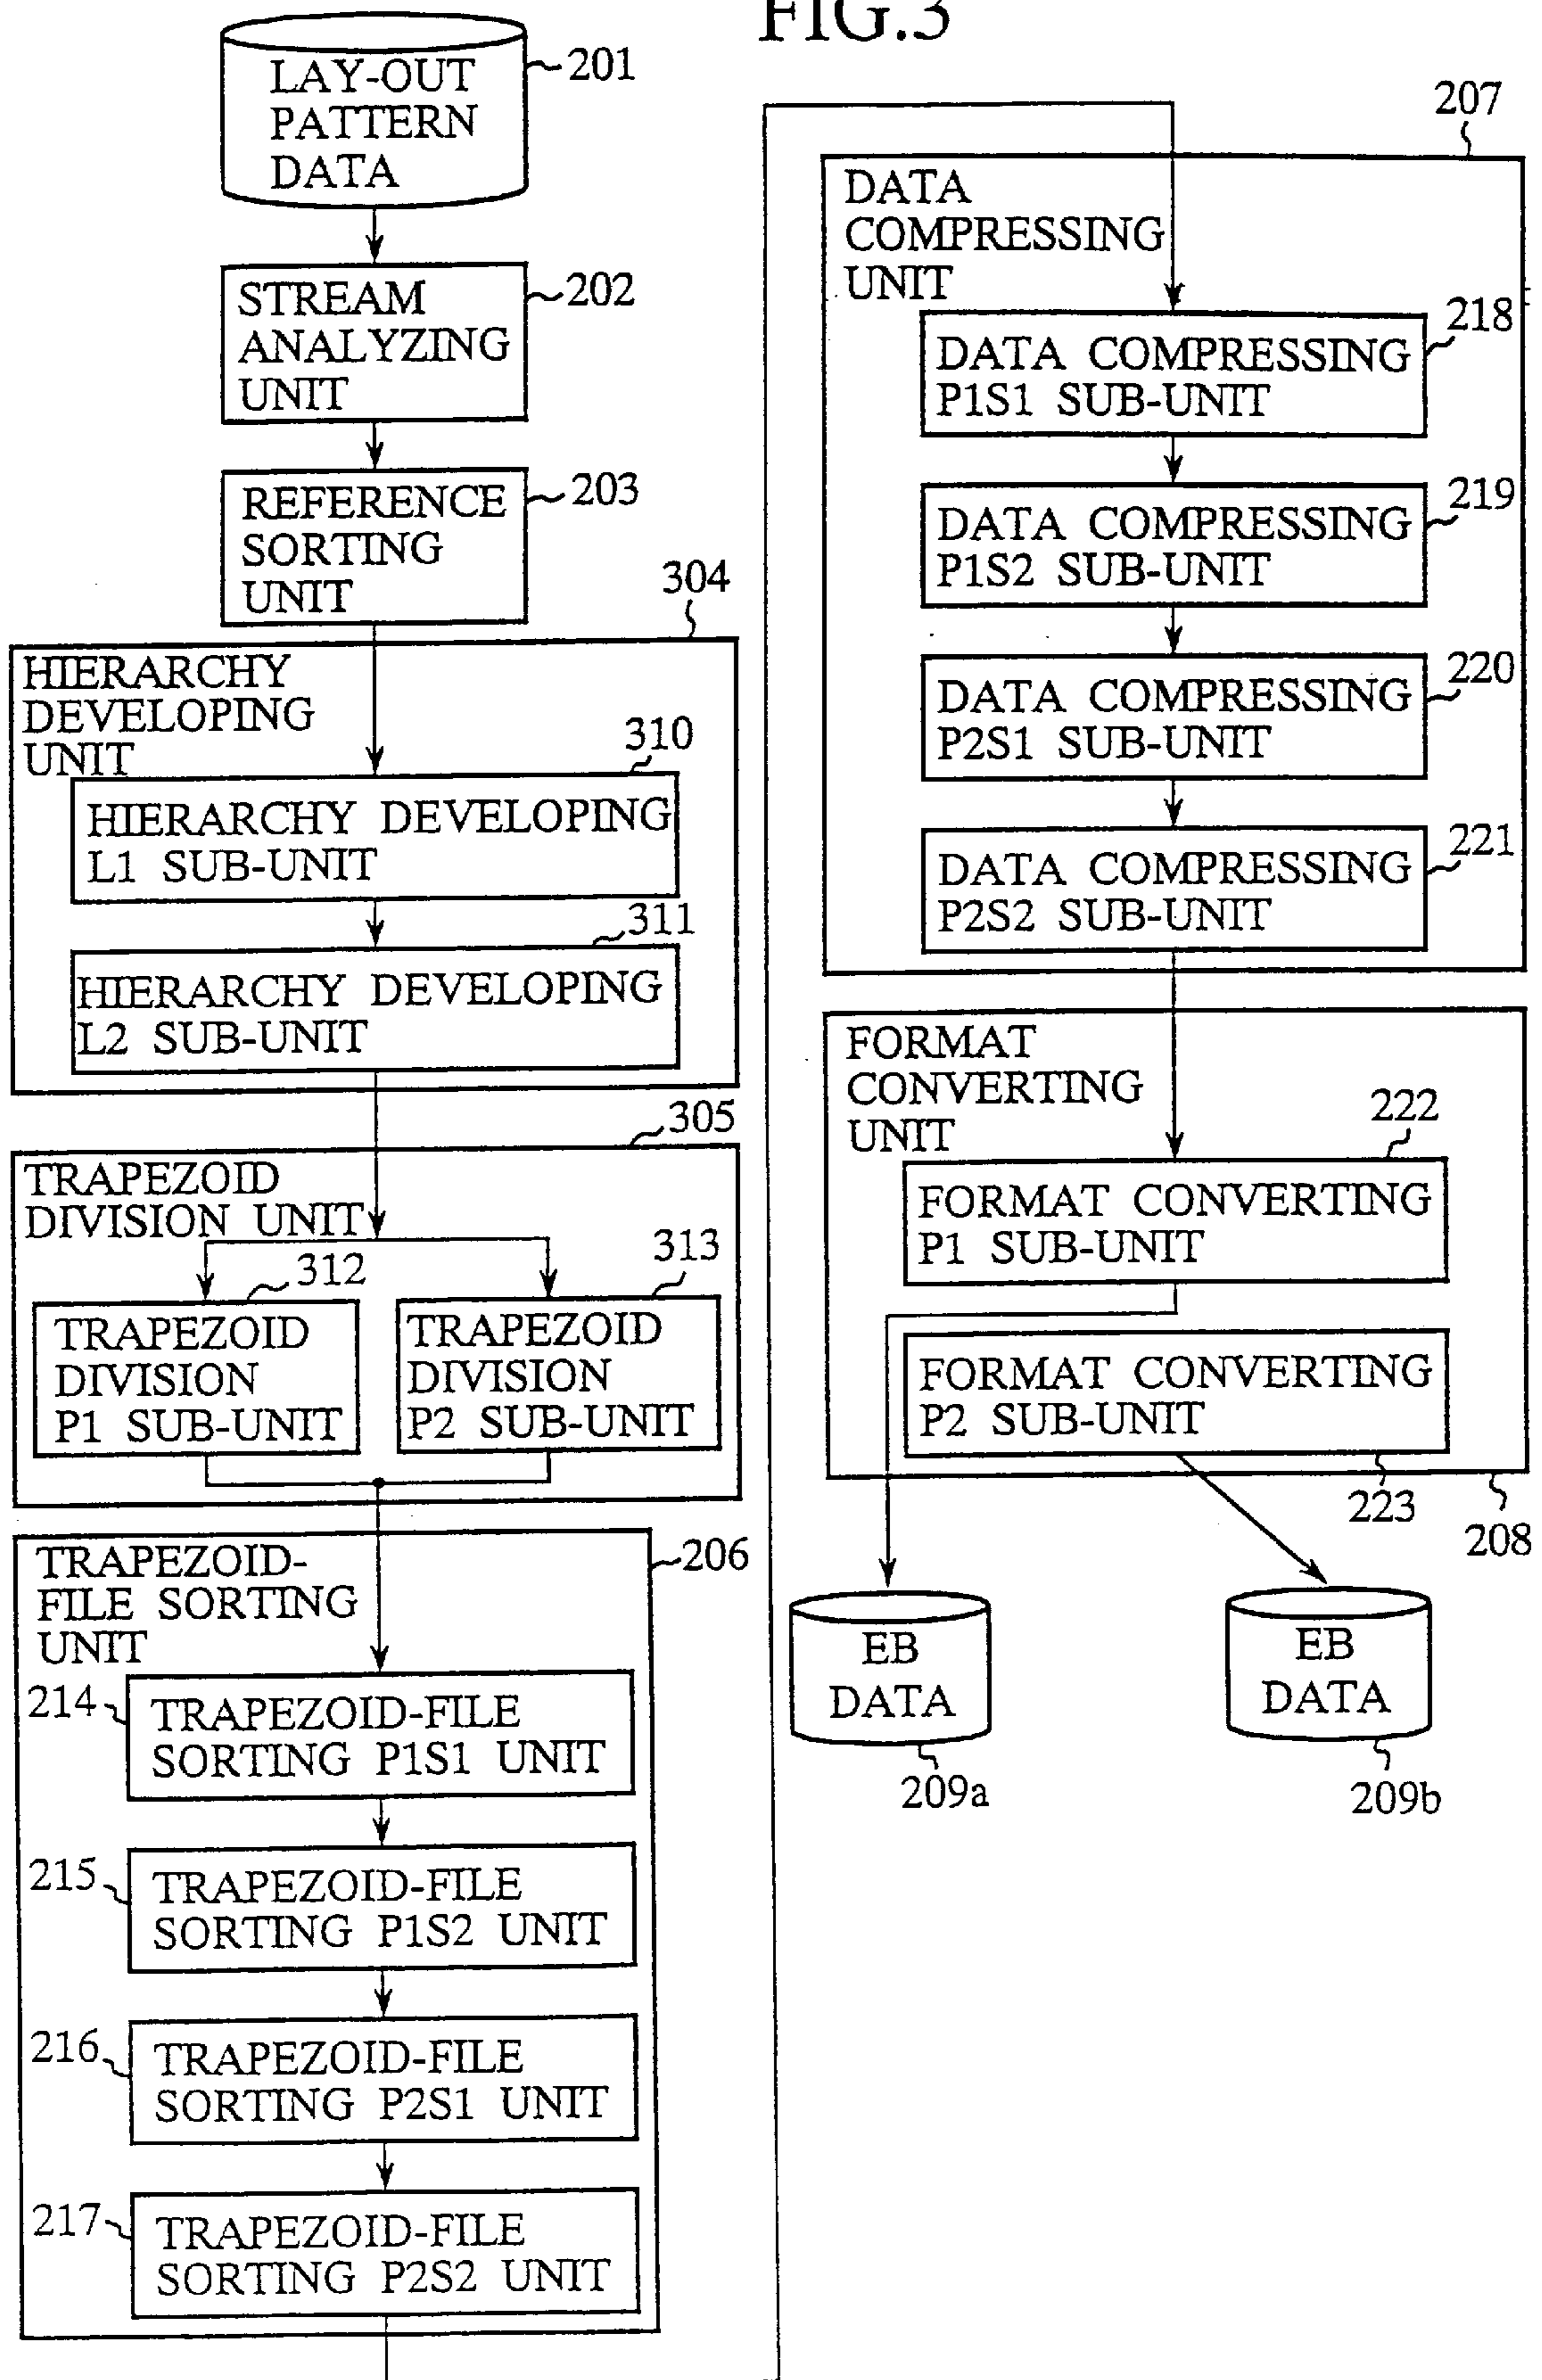 FIG.3
LAY-OUT
PATTERN
DATA
201
STREAM
ANALYZING
UNIT
202
REFERENCE
SORTING
UNIT
203
304
HIERARCHY
DEVELOPING
UNIT
310
HIERARCHY DEVELOPING
L1 SUB-UNIT
311
HIERARCHY DEVELOPING
L2 SUB-UNIT
305
TRAPEZOID
DIVISION UNIT
312
TRAPEZOID
DIVISION
P1 SUB-UNIT
313
TRAPEZOID
DIVISION
P2 SUB-UNIT
206
TRAPEZOID-
FILE SORTING
UNIT
214
TRAPEZOID-FILE
SORTING P1S1 UNIT
215
TRAPEZOID-FILE
SORTING P1S2 UNIT
216
TRAPEZOID-FILE
SORTING P2S1 UNIT
217
TRAPEZOID-FILE
SORTING P2S2 UNIT
207
DATA
COMPRESSING
UNIT
218
DATA COMPRESSING
P1S1 SUB-UNIT
219
DATA COMPRESSING
P1S2 SUB-UNIT
220
DATA COMPRESSING
P2S1 SUB-UNIT
221
DATA COMPRESSING
P2S2 SUB-UNIT
FORMAT
CONVERTING
UNIT
222
FORMAT CONVERTING
P1 SUB-UNIT
FORMAT CONVERTING
P2 SUB-UNIT
223
208
EB
DATA
209a
EB
DATA
209b